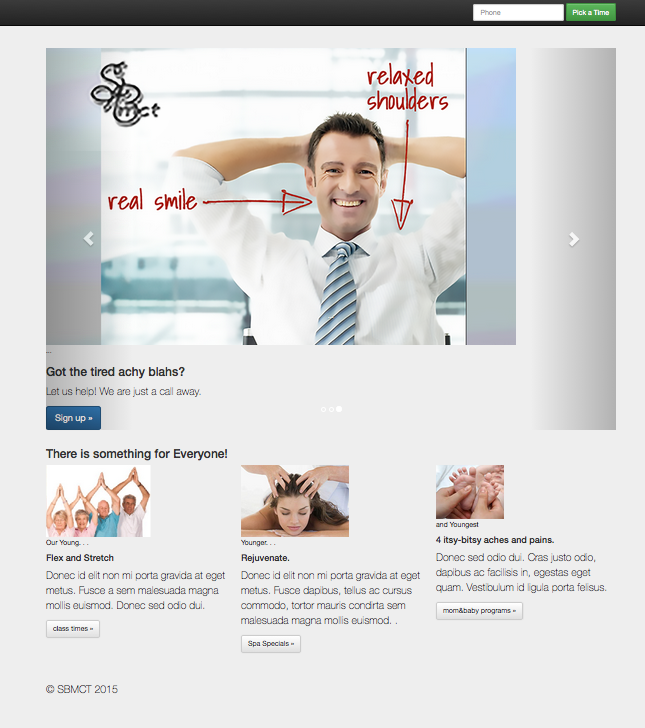 Phone
Pick a Time
relaxed
shoulders
real smile
Got the tired achy blahs?
Let us help! We are just a call away.
Sign up »
There is something for Everyone!
Our Young. . .
Flex and Stretch
Donec id elit non mi porta gravida at eget
metus. Fusce a sem malesuada magna
mollis euismod. Donec sed odio dui.
class times »
Younger. . .
Rejuvenate.
Donec id elit non mi porta gravida at eget
metus. Fusce dapibus, tellus ac cursus
commodo, tortor mauris condirta sem
malesuada magna mollis euismod. .
Spa Specials »
and Youngest
4 itsy-bitsy aches and pains.
Donec sed odio dui. Cras justo odio,
dapibus ac facilisis in, egestas eget
quam. Vestibulum id ligula porta felisus.
mom&baby programs »
© SBMCT 2015